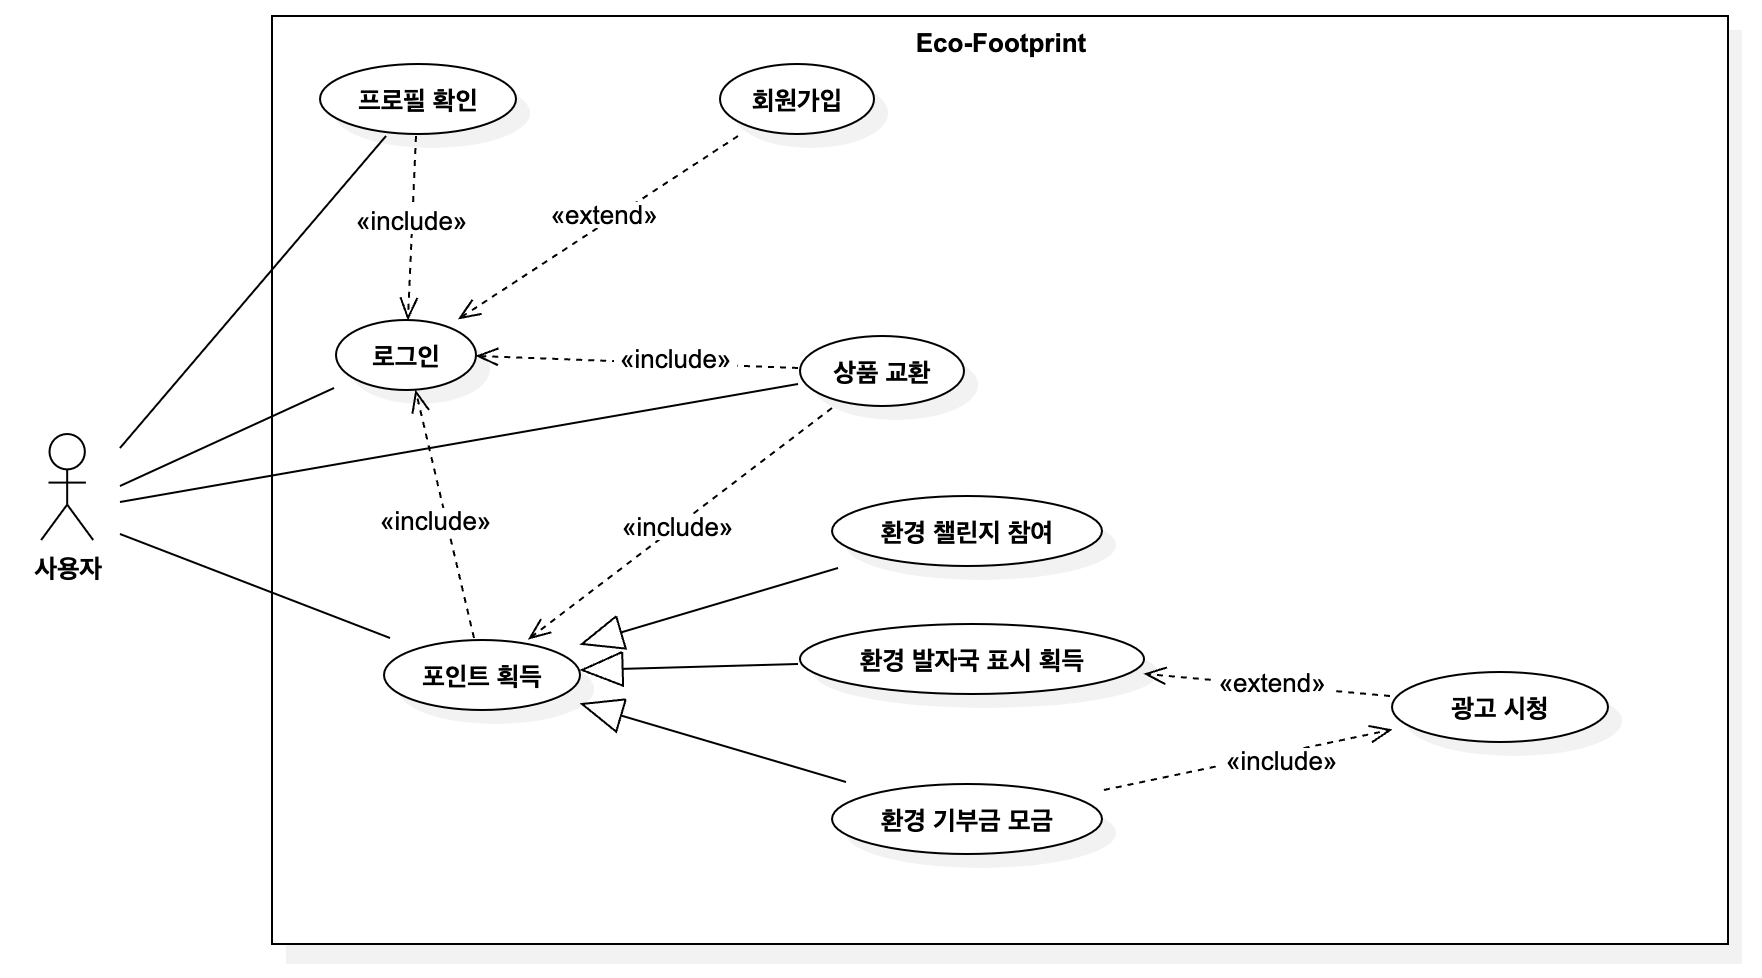 Eco-Footprint
프로필 확인
회원가입
«include»
«extend»
로그인
«include»
상품 교환
사용자
«include»
«include»
환경 챌린지 참여
포인트 획득
환경 발자국 표시 획득
«extend»
광고 시청
«include»
환경 기부금 모금